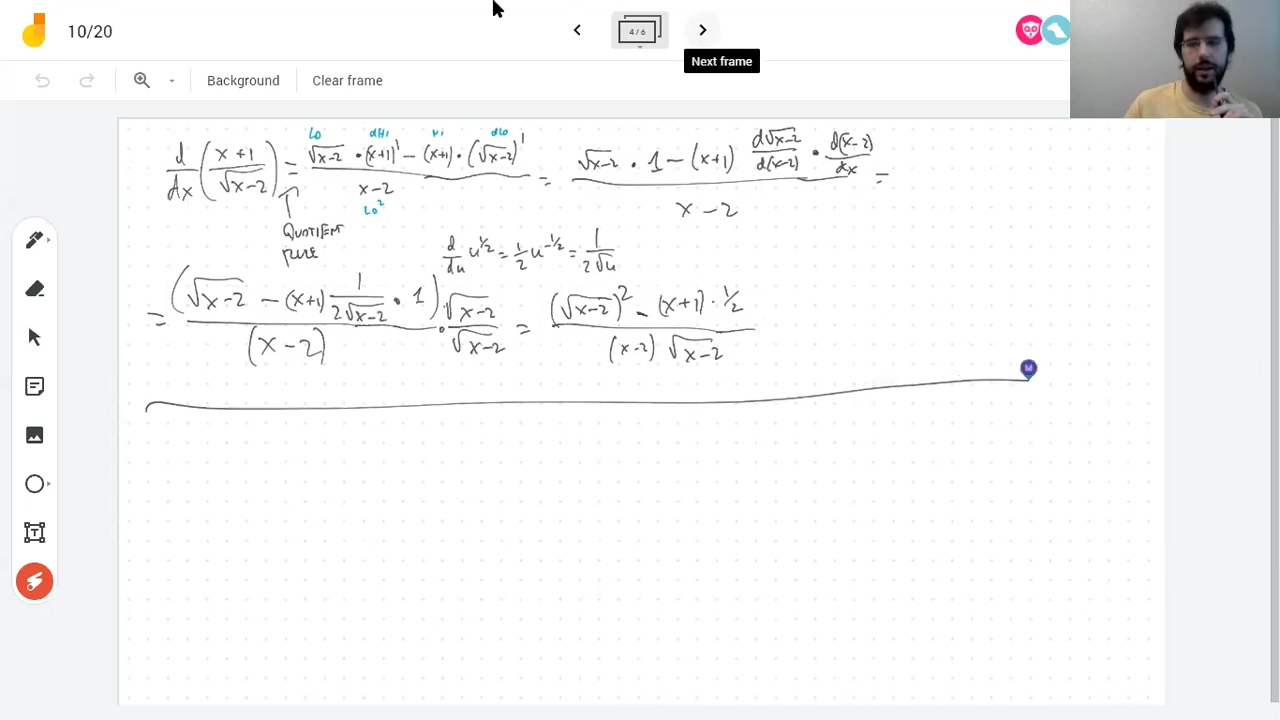 10/20
4 / 6
Next frame
Background
Clear frame
Lo dHi Hi dLo
d/dx ( (x+1)/√(x-2) ) = (√(x-2) · (x+1)' - (x+1) · (√(x-2))') / (x-2) = (√(x-2) · 1 - (x+1) d√(x-2)/d(x-2) · d(x-2)/dx) / (x-2) =
Lo²
QUOTIENT
d/du u^(1/2) = 1/2 u^(-1/2) = 1/(2√u)
= (√(x-2) - (x+1) 1/(2√(x-2)) · 1) / (x-2) · √(x-2)/√(x-2) = ((√(x-2))² - (x+1) · 1/2) / ((x-2) √(x-2))
M